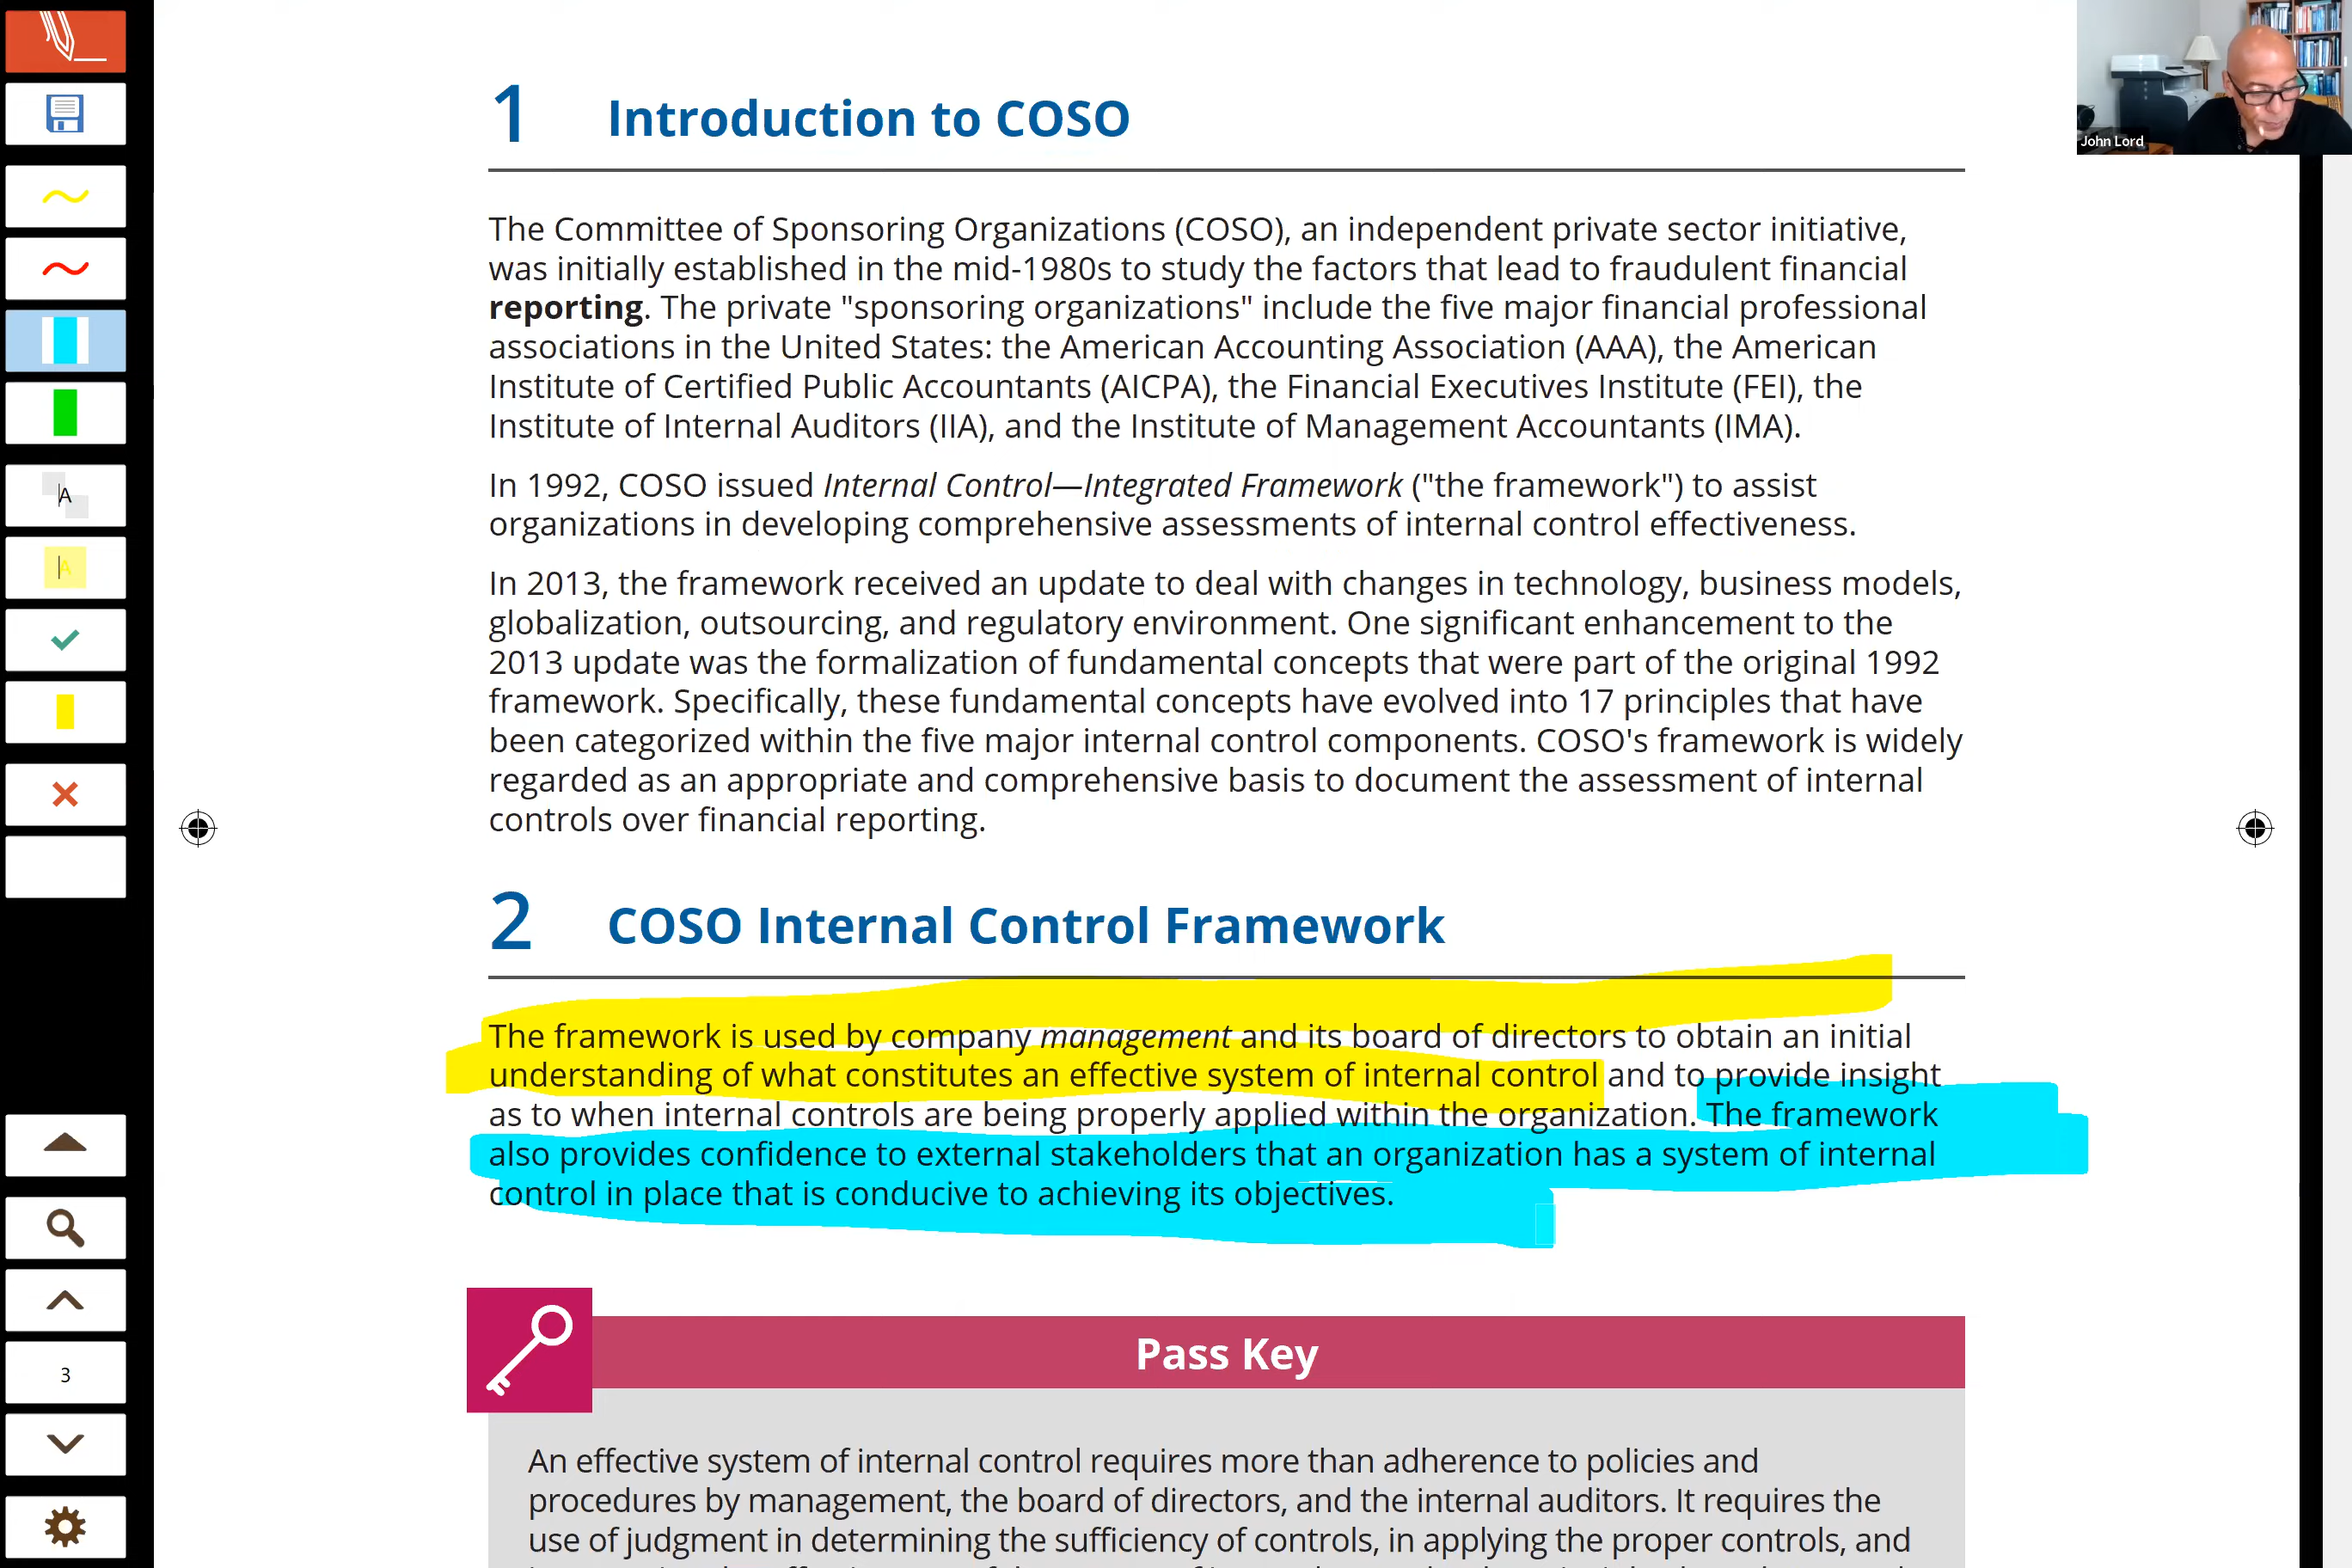 1 Introduction to COSO
John Lord
The Committee of Sponsoring Organizations (COSO), an independent private sector initiative,
was initially established in the mid-1980s to study the factors that lead to fraudulent financial
reporting. The private "sponsoring organizations" include the five major financial professional
associations in the United States: the American Accounting Association (AAA), the American
Institute of Certified Public Accountants (AICPA), the Financial Executives Institute (FEI), the
Institute of Internal Auditors (IIA), and the Institute of Management Accountants (IMA).
In 1992, COSO issued Internal Control—Integrated Framework ("the framework") to assist
organizations in developing comprehensive assessments of internal control effectiveness.
In 2013, the framework received an update to deal with changes in technology, business models,
globalization, outsourcing, and regulatory environment. One significant enhancement to the
2013 update was the formalization of fundamental concepts that were part of the original 1992
framework. Specifically, these fundamental concepts have evolved into 17 principles that have
been categorized within the five major internal control components. COSO's framework is widely
regarded as an appropriate and comprehensive basis to document the assessment of internal
controls over financial reporting.
2 COSO Internal Control Framework
The framework is used by company management and its board of directors to obtain an initial
understanding of what constitutes an effective system of internal control and to provide insight
as to when internal controls are being properly applied within the organization. The framework
also provides confidence to external stakeholders that an organization has a system of internal
control in place that is conducive to achieving its objectives.
Pass Key
An effective system of internal control requires more than adherence to policies and
procedures by management, the board of directors, and the internal auditors. It requires the
use of judgment in determining the sufficiency of controls, in applying the proper controls, and
A
A
3